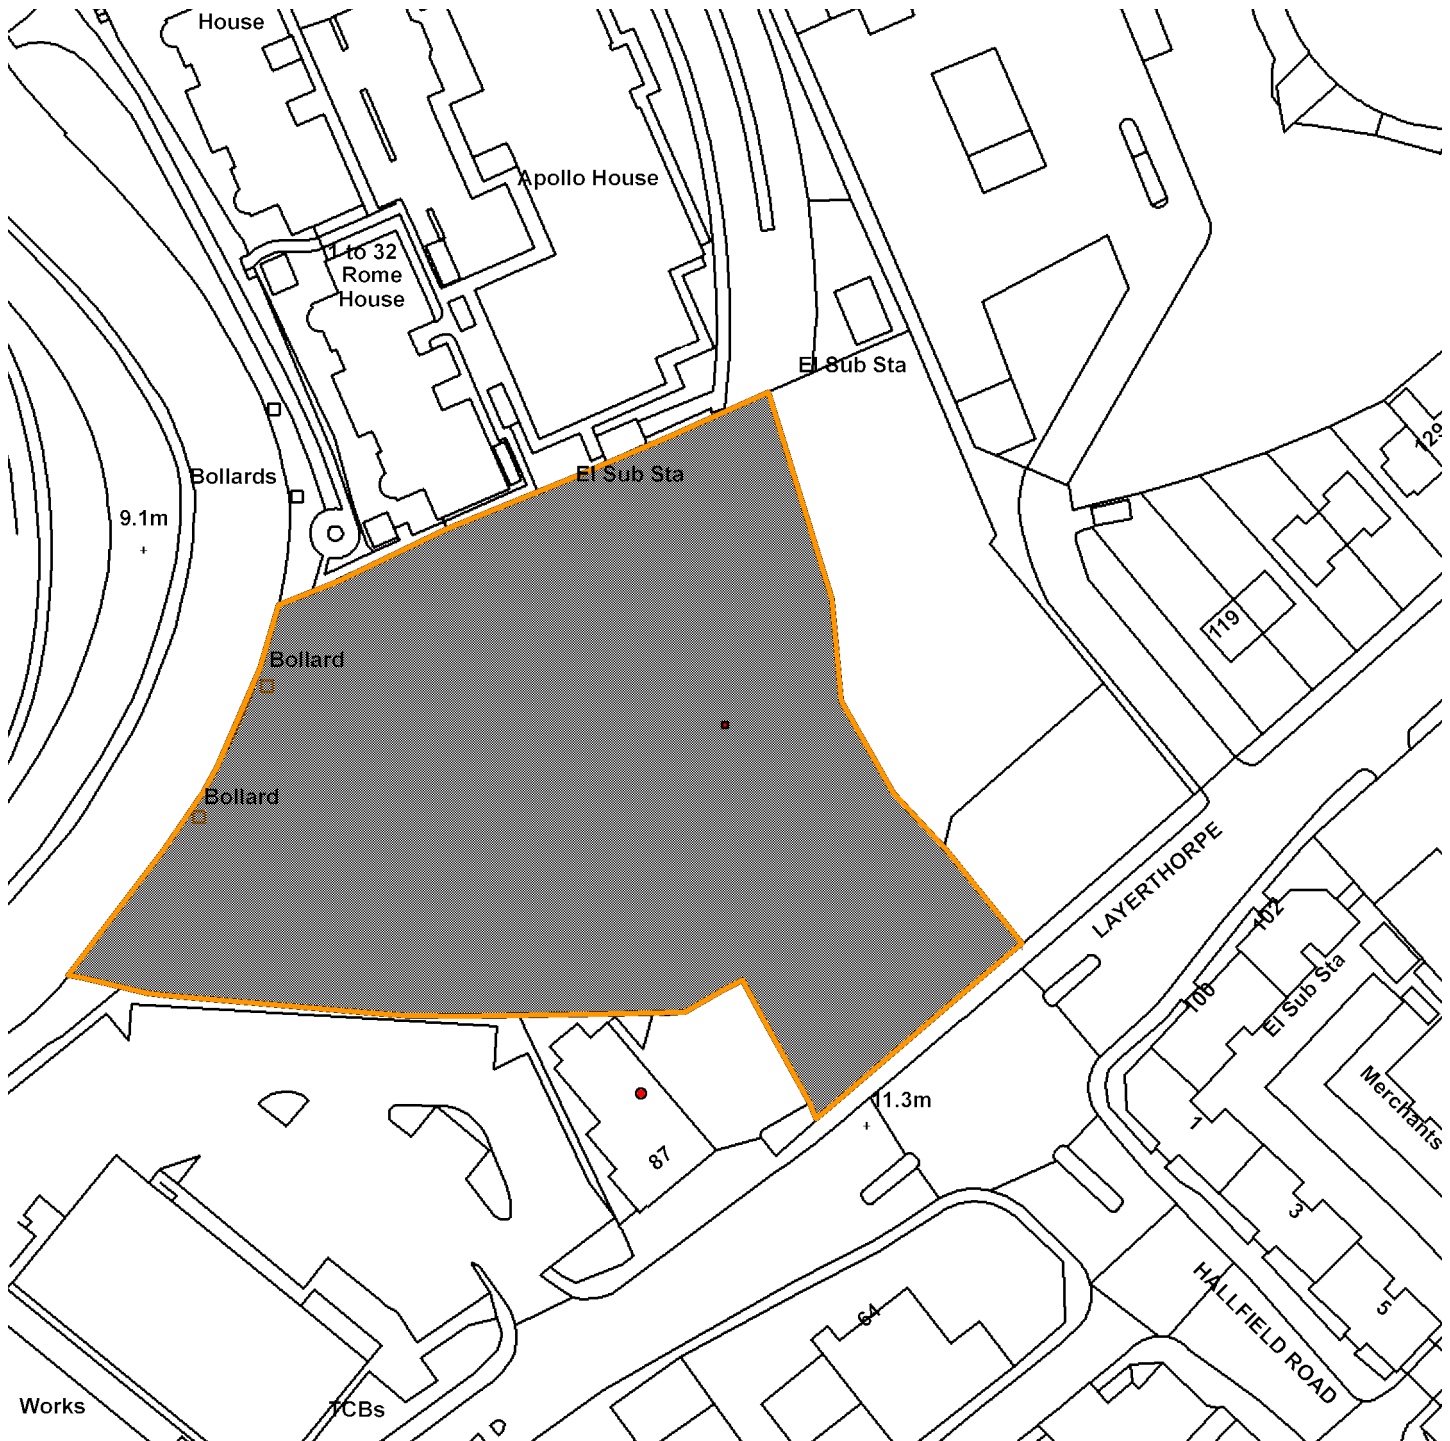 House
Apollo House
1 to 32
Rome
House
El Sub Sta
129
Bollards
El Sub Sta
9.1m
119
Bollard
Bollard
LAYERTHORPE
102
100
El Sub Sta
11.3m
Merchants
1
87
3
HALLFIELD ROAD
5
64
Works
TCBs
D